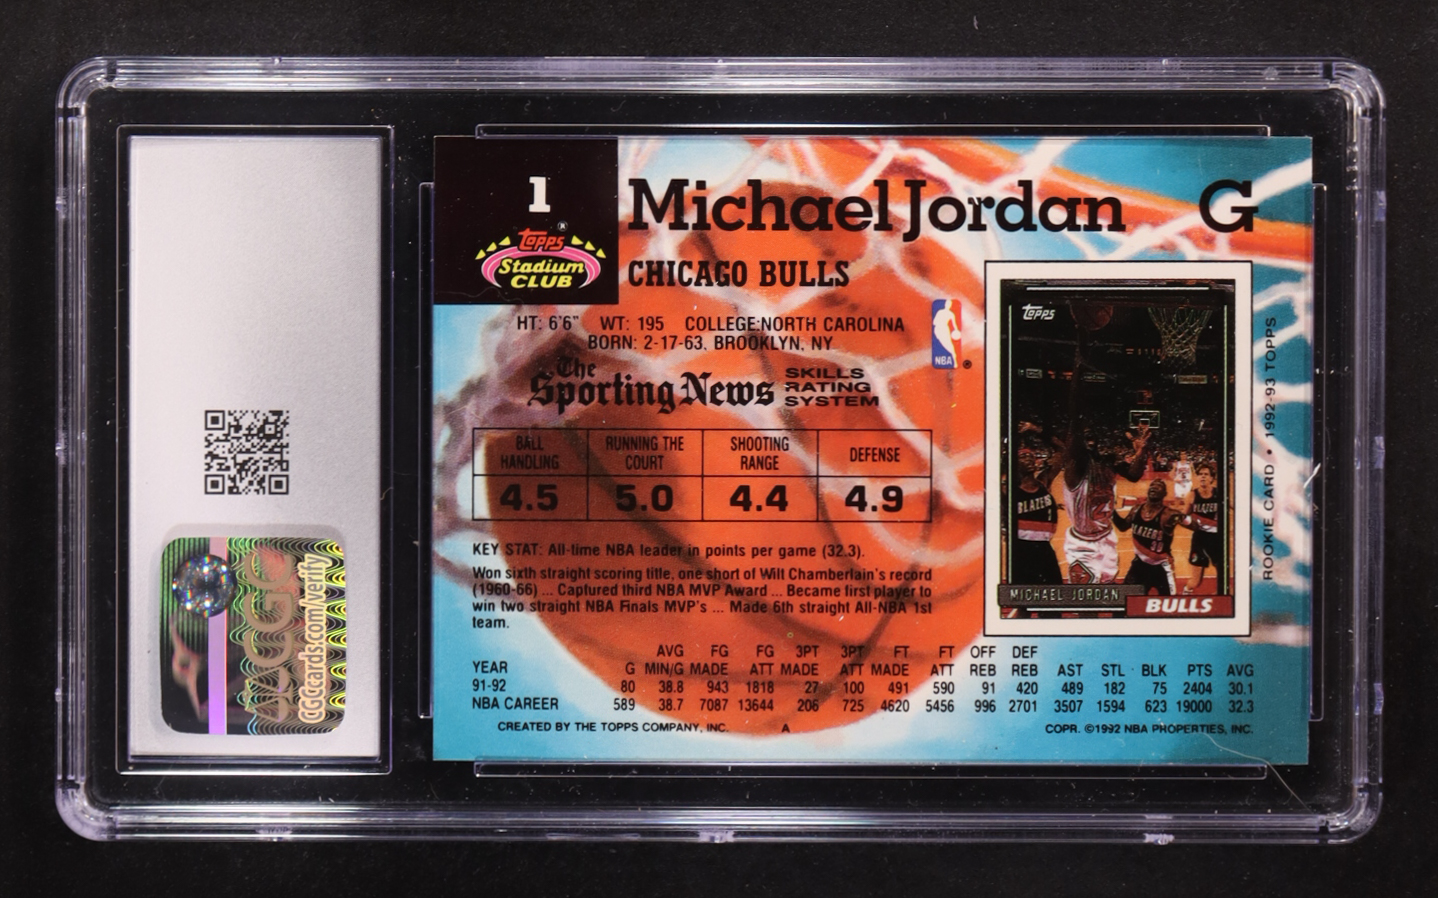 1
Topps®
Stadium
CLUB
Michael Jordan G
CHICAGO BULLS
HT: 6'6" WT: 195 COLLEGE:NORTH CAROLINA
BORN: 2-17-63, BROOKLYN, NY
NBA ®
The
Sporting News
SKILLS
RATING
SYSTEM
BALL HANDLING RUNNING THE COURT SHOOTING RANGE DEFENSE
4.5 5.0 4.4 4.9
KEY STAT: All-time NBA leader in points per game (32.3).
Won sixth straight scoring title, one short of Wilt Chamberlain's record
(1960-66) ... Captured third NBA MVP Award ... Became first player to
win two straight NBA Finals MVP's ... Made 6th straight All-NBA 1st
team.
Topps
BLAZERS
BLAZERS
BLAZERS
30
MICHAEL JORDAN
BULLS
ROOKIE CARD • 1992-93 TOPPS
AVG FG FG 3PT 3PT FT FT OFF DEF
YEAR G MIN/G MADE ATT MADE ATT MADE ATT REB REB AST STL BLK PTS AVG
91-92 80 38.8 943 1818 27 100 491 590 91 420 489 182 75 2404 30.1
NBA CAREER 589 38.7 7087 13644 206 725 4620 5456 996 2701 3507 1594 623 19000 32.3
CREATED BY THE TOPPS COMPANY, INC. A COPR. ©1992 NBA PROPERTIES, INC.
CGC
CGCcards.com/verify